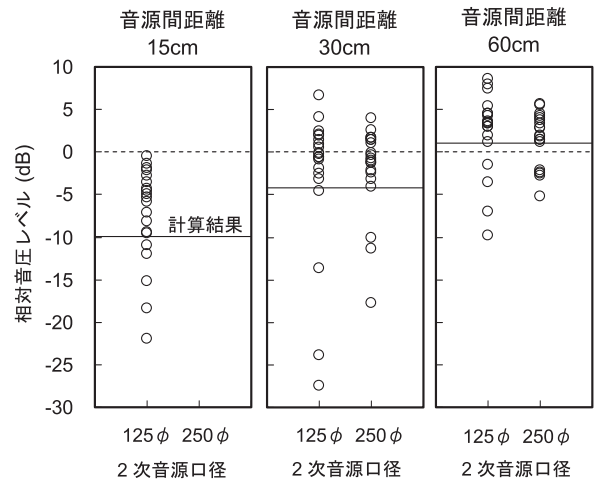 音源間距離 音源間距離 音源間距離
15cm 30cm 60cm
10
5
0
-5
-10
-15
-20
-25
-30
相対音圧レベル (dB)
計算結果
125φ 250φ 125φ 250φ 125φ 250φ
2次音源口径 2次音源口径 2次音源口径